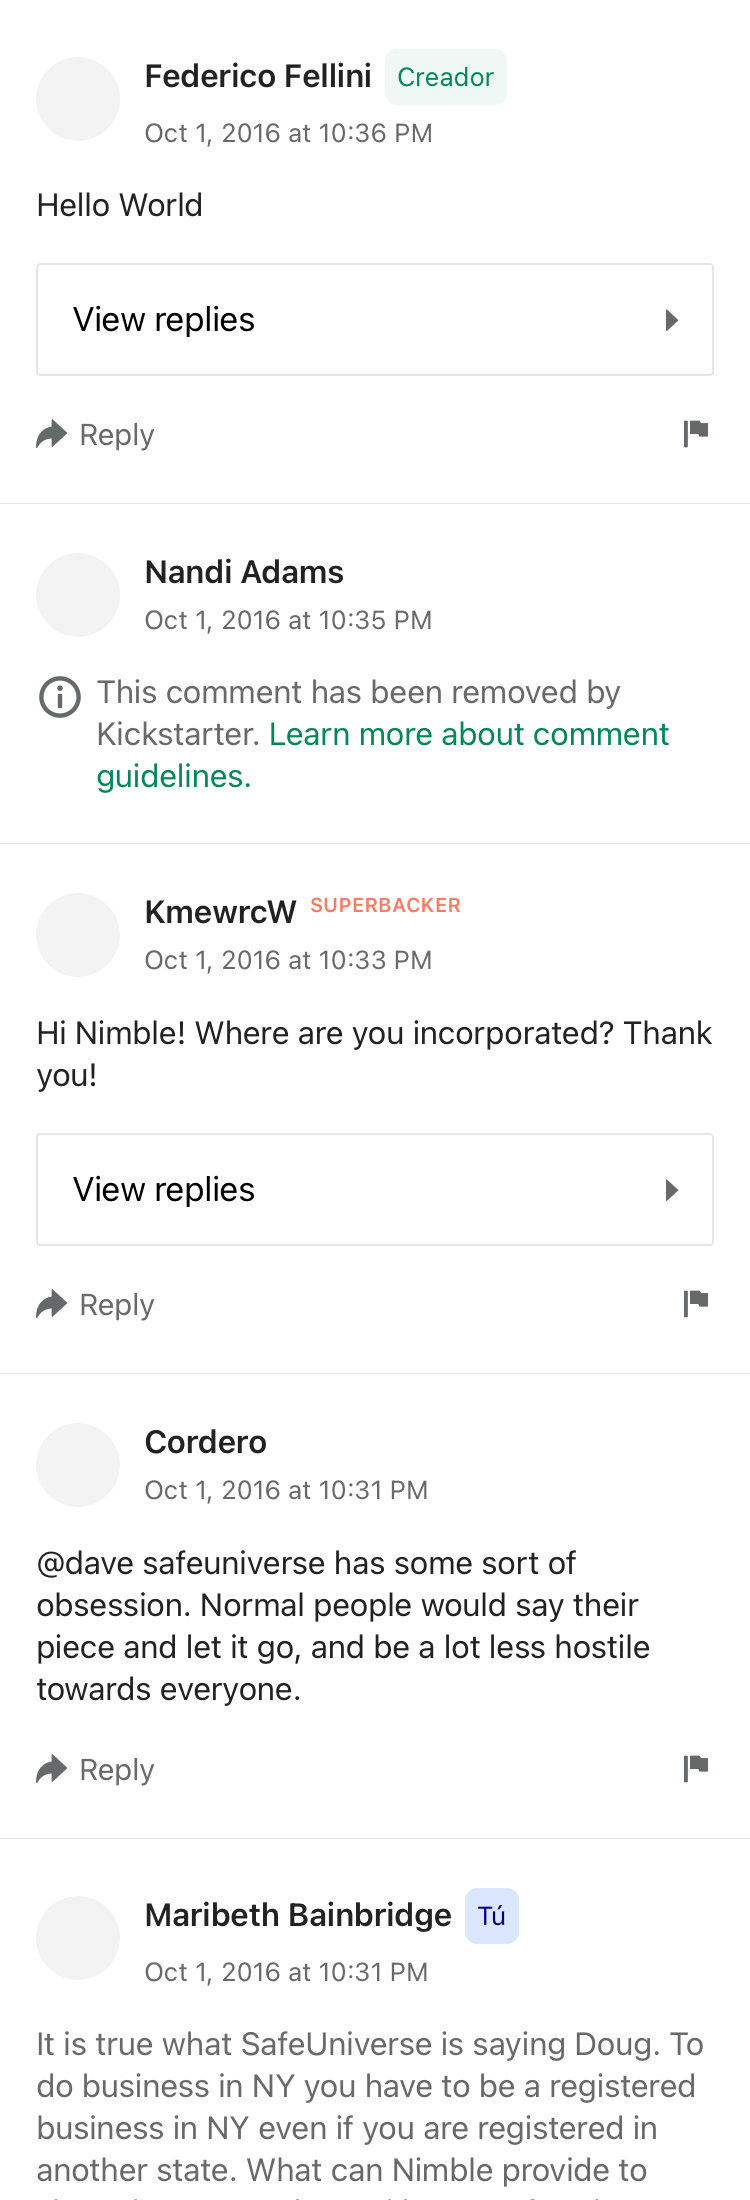 Federico Fellini Creador
Oct 1, 2016 at 10:36 PM
Hello World
View replies
Reply
Nandi Adams
Oct 1, 2016 at 10:35 PM
This comment has been removed by
Kickstarter. Learn more about comment
guidelines.
KmewrcW SUPERBACKER
Oct 1, 2016 at 10:33 PM
Hi Nimble! Where are you incorporated? Thank
you!
View replies
Reply
Cordero
Oct 1, 2016 at 10:31 PM
@dave safeuniverse has some sort of
obsession. Normal people would say their
piece and let it go, and be a lot less hostile
towards everyone.
Reply
Maribeth Bainbridge Tú
Oct 1, 2016 at 10:31 PM
It is true what SafeUniverse is saying Doug. To
do business in NY you have to be a registered
business in NY even if you are registered in
another state. What can Nimble provide to